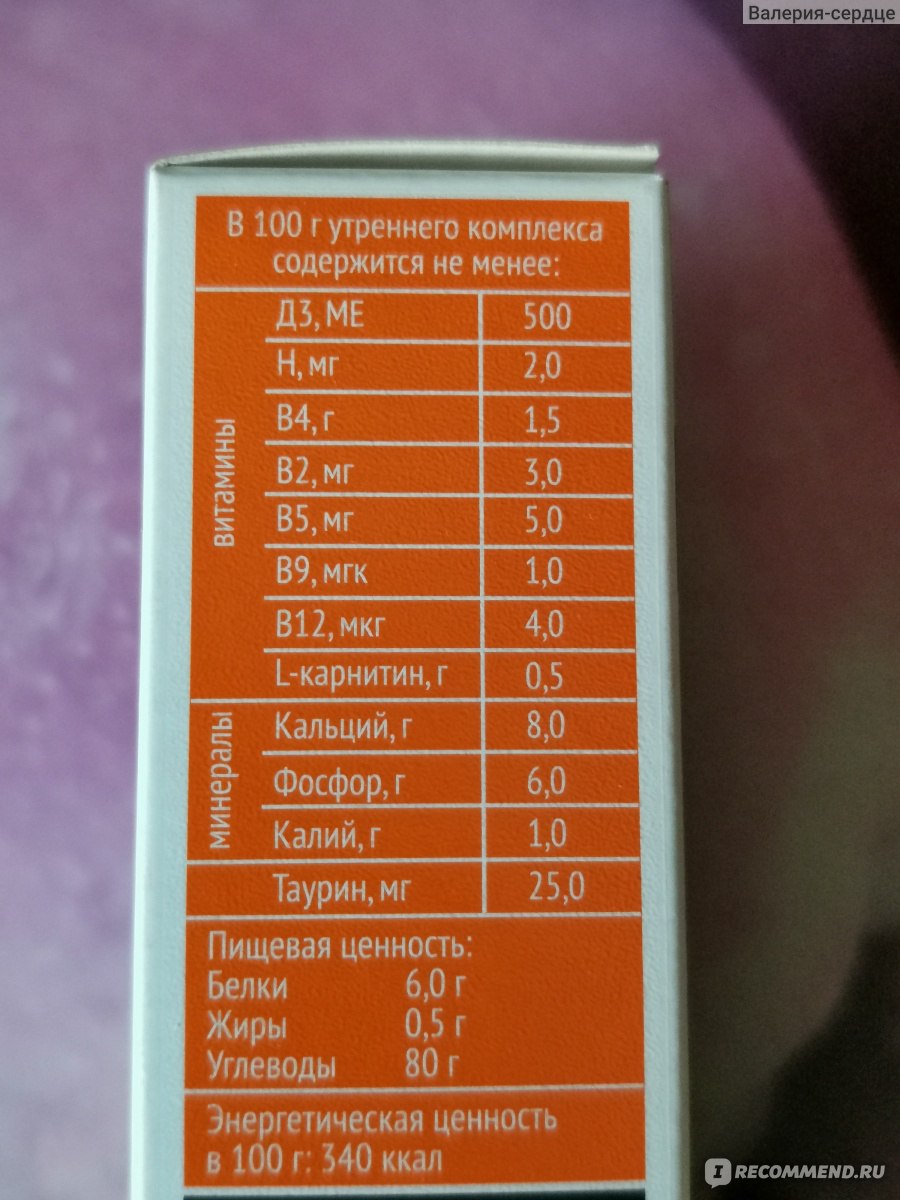 Валерия-сердце
В 100 г утреннего комплекса
содержится не менее:
витамины
Д3, МЕ 500
Н, мг 2,0
В4, г 1,5
В2, мг 3,0
В5, мг 5,0
В9, мгк 1,0
В12, мкг 4,0
L-карнитин, г 0,5
минералы
Кальций, г 8,0
Фосфор, г 6,0
Калий, г 1,0
Таурин, мг 25,0
Пищевая ценность:
Белки 6,0 г
Жиры 0,5 г
Углеводы 80 г
Энергетическая ценность
в 100 г: 340 ккал
I RECOMMEND.RU